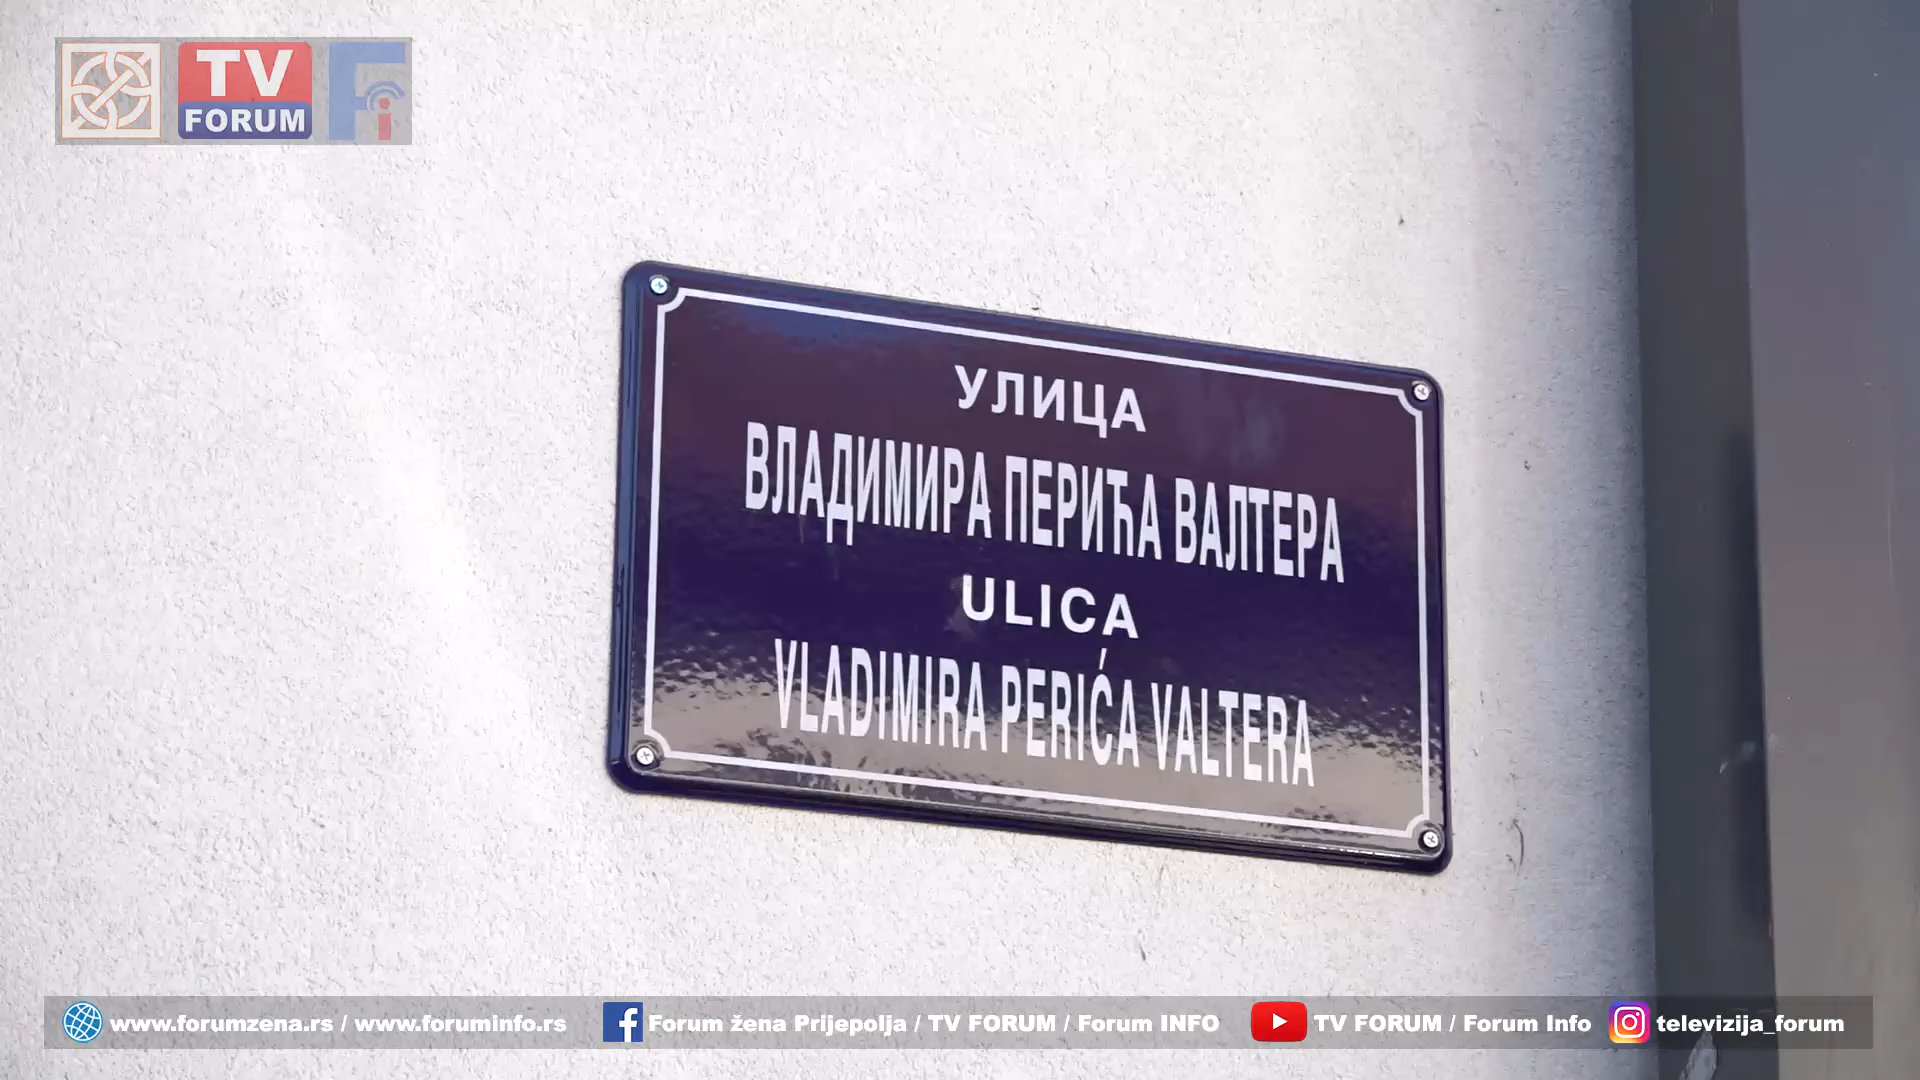 TV
FORUM
Fi
УЛИЦА
ВЛАДИМИРА ПЕРИЋА ВАЛТЕРА
ULICA
VLADIMIRA PERIĆA VALTERA
www.forumzena.rs / www.foruminfo.rs
Forum žena Prijepolja / TV FORUM / Forum INFO
TV FORUM / Forum Info
televizija_forum